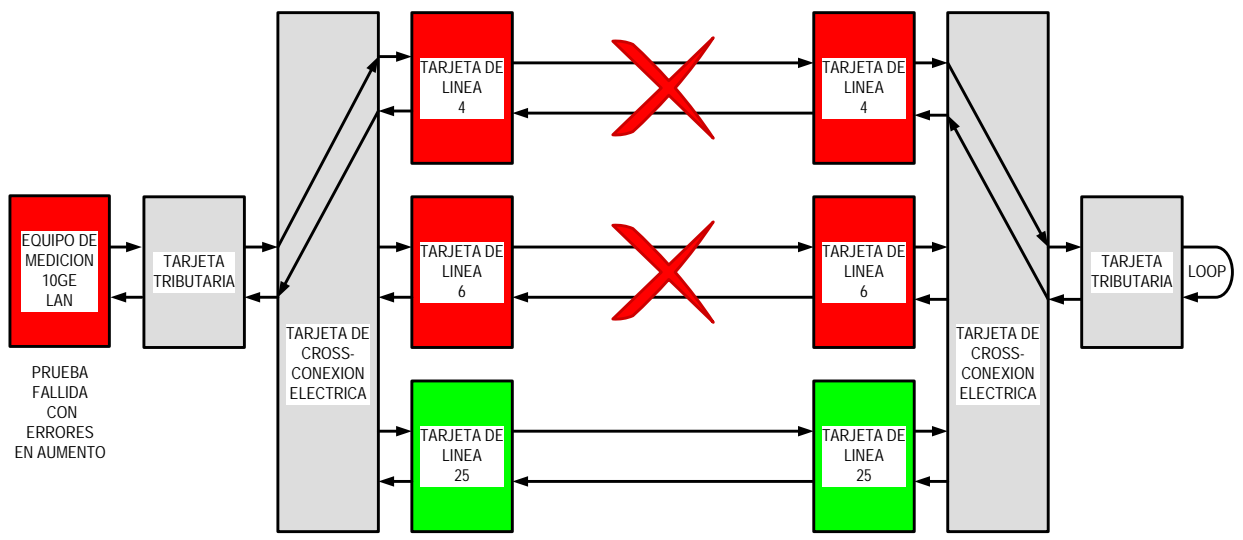 TARJETA DE
LINEA
4
TARJETA DE
LINEA
4
EQUIPO DE
MEDICION
10GE
LAN
TARJETA
TRIBUTARIA
TARJETA DE
LINEA
6
TARJETA DE
LINEA
6
TARJETA
TRIBUTARIA
LOOP
TARJETA DE
CROSS-
CONEXION
ELECTRICA
TARJETA DE
CROSS-
CONEXION
ELECTRICA
PRUEBA
FALLIDA
CON
ERRORES
EN AUMENTO
TARJETA DE
LINEA
25
TARJETA DE
LINEA
25